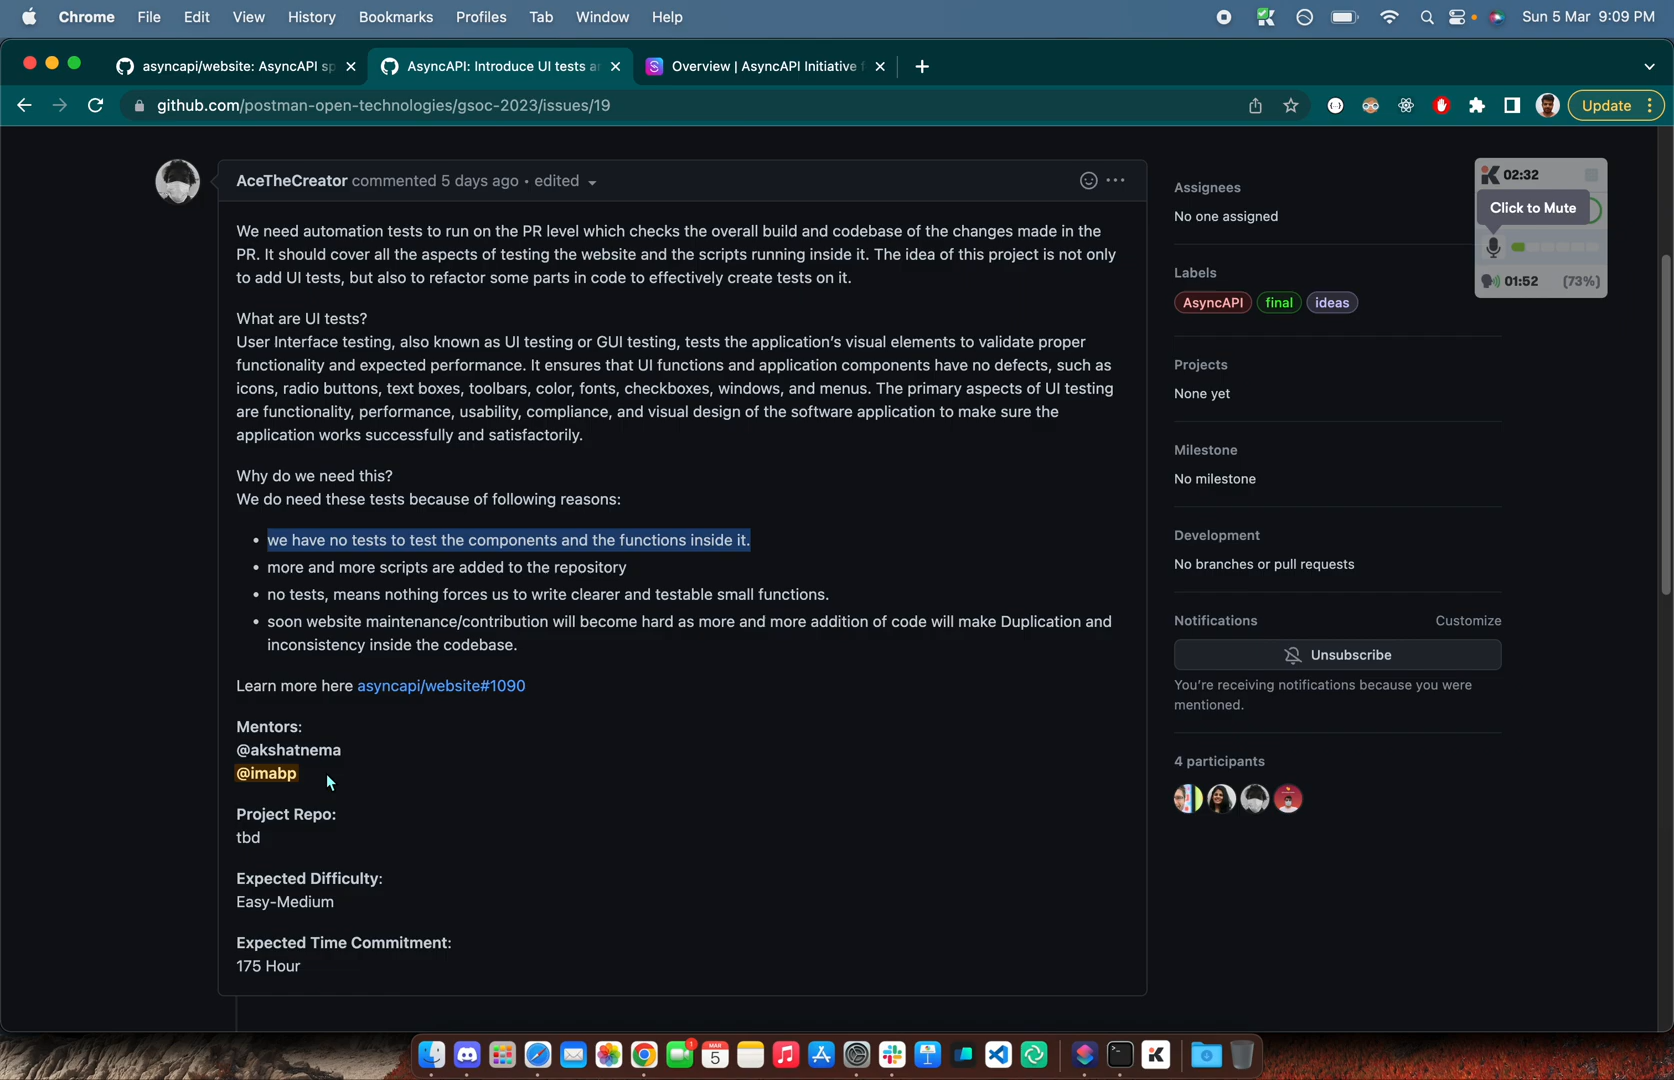 Chrome File Edit View History Bookmarks Profiles Tab Window Help Sun 5 Mar 9:09 PM
asyncapi/website: AsyncAPI sp AsyncAPI: Introduce UI tests ar Overview | AsyncAPI Initiative f
github.com/postman-open-technologies/gsoc-2023/issues/19 Update
AceTheCreator commented 5 days ago • edited
We need automation tests to run on the PR level which checks the overall build and codebase of the changes made in the
PR. It should cover all the aspects of testing the website and the scripts running inside it. The idea of this project is not only
to add UI tests, but also to refactor some parts in code to effectively create tests on it.
What are UI tests?
User Interface testing, also known as UI testing or GUI testing, tests the application's visual elements to validate proper
functionality and expected performance. It ensures that UI functions and application components have no defects, such as
icons, radio buttons, text boxes, toolbars, color, fonts, checkboxes, windows, and menus. The primary aspects of UI testing
are functionality, performance, usability, compliance, and visual design of the software application to make sure the
application works successfully and satisfactorily.
Why do we need this?
We do need these tests because of following reasons:
• we have no tests to test the components and the functions inside it.
• more and more scripts are added to the repository
• no tests, means nothing forces us to write clearer and testable small functions.
• soon website maintenance/contribution will become hard as more and more addition of code will make Duplication and
inconsistency inside the codebase.
Learn more here asyncapi/website#1090
Mentors:
@akshatnema
@imabp
Project Repo:
tbd
Expected Difficulty:
Easy-Medium
Expected Time Commitment:
175 Hour
Assignees
No one assigned
Labels
AsyncAPI final ideas
Projects
None yet
Milestone
No milestone
Development
No branches or pull requests
Notifications Customize
Unsubscribe
You're receiving notifications because you were
mentioned.
4 participants
02:32
Click to Mute
01:52 (73%)
1
MAR
5